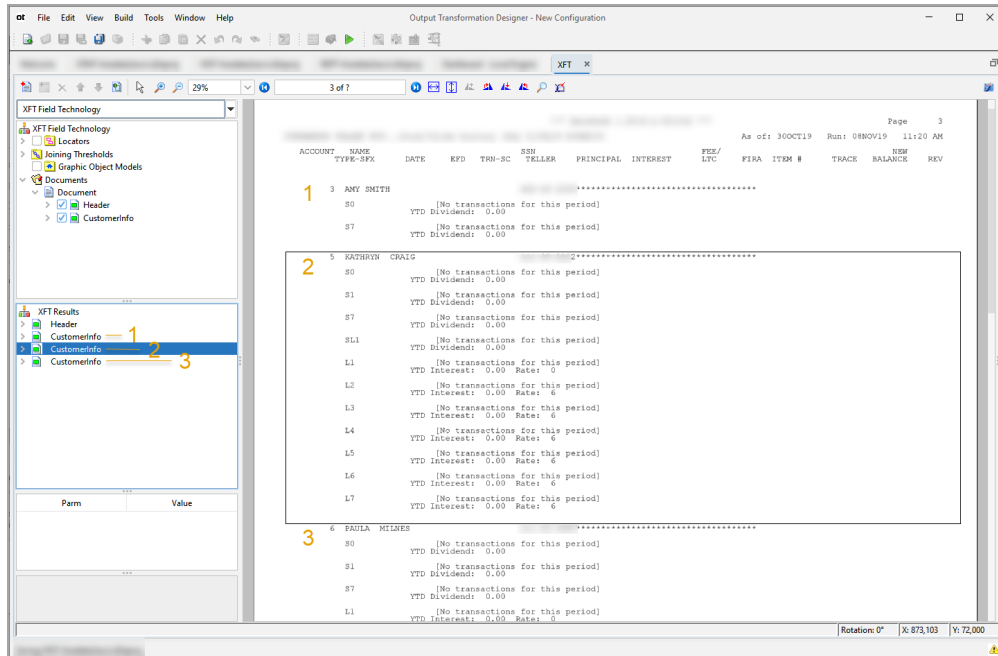 ot File Edit View Build Tools Window Help Output Transformation Designer - New Configuration
XFT ×
29% 3 of ?
XFT Field Technology
XFT Field Technology
Locators
Joining Thresholds
Graphic Object Models
Documents
Document
Header
CustomerInfo
XFT Results
Header
CustomerInfo 1
CustomerInfo 2
CustomerInfo 3
Parm Value
Page 3
As of: 30OCT19 Run: 08NOV19 11:20 AM
ACCOUNT NAME SSN FEE/ NEW
TYPE-SFX DATE EFD TRN-SC TELLER PRINCIPAL INTEREST LTC FIRA ITEM # TRACE BALANCE REV
1 3 AMY SMITH ************************************
S0 [No transactions for this period]
YTD Dividend: 0.00
S7 [No transactions for this period]
YTD Dividend: 0.00
2 5 KATHRYN CRAIG 2************************************
S0 [No transactions for this period]
YTD Dividend: 0.00
S1 [No transactions for this period]
YTD Dividend: 0.00
S7 [No transactions for this period]
YTD Dividend: 0.00
SL1 [No transactions for this period]
YTD Dividend: 0.00
L1 [No transactions for this period]
YTD Interest: 0.00 Rate: 0
L2 [No transactions for this period]
YTD Interest: 0.00 Rate: 6
L3 [No transactions for this period]
YTD Interest: 0.00 Rate: 6
L4 [No transactions for this period]
YTD Interest: 0.00 Rate: 6
L5 [No transactions for this period]
YTD Interest: 0.00 Rate: 6
L6 [No transactions for this period]
YTD Interest: 0.00 Rate: 6
L7 [No transactions for this period]
YTD Interest: 0.00 Rate: 6
3 6 PAULA MILNES ************************************
S0 [No transactions for this period]
YTD Dividend: 0.00
S1 [No transactions for this period]
YTD Dividend: 0.00
S7 [No transactions for this period]
YTD Dividend: 0.00
L1 [No transactions for this period]
YTD Interest: 0.00 Rate: 0
Rotation: 0° X: 873,103 Y: 72,000